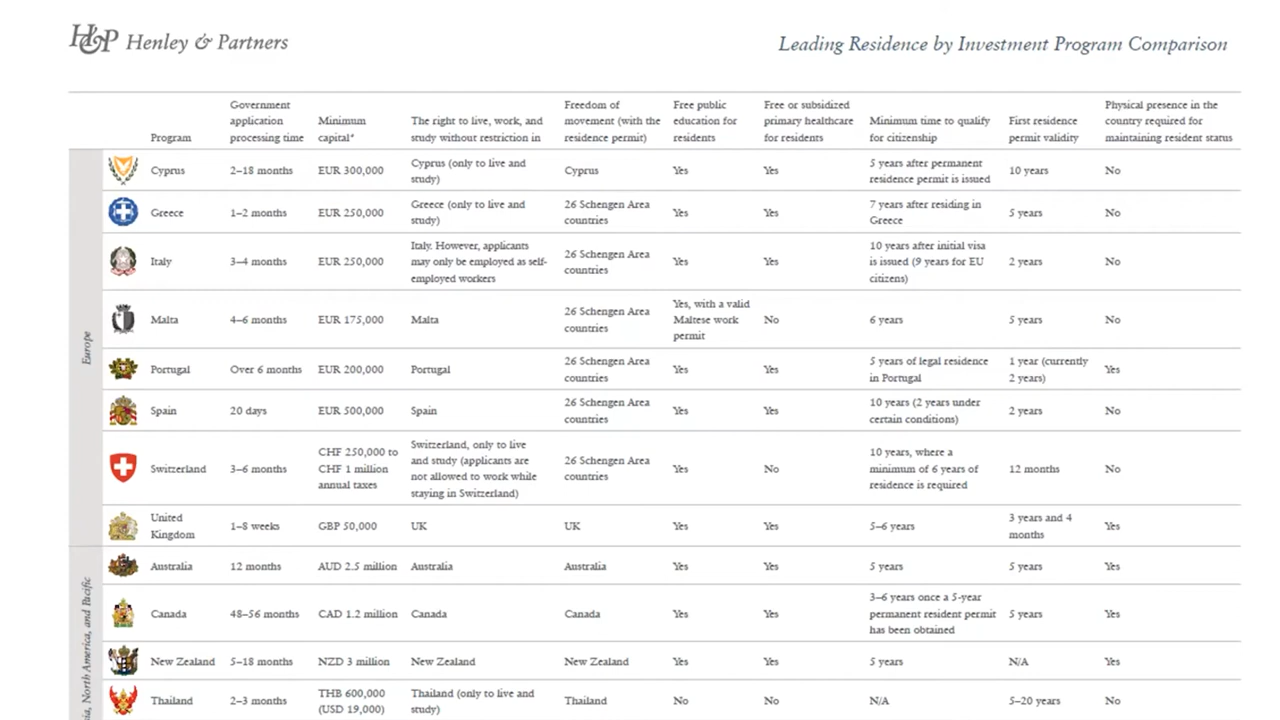 H&P Henley & Partners
Leading Residence by Investment Program Comparison
Program
Government
application
processing time
Minimum
capital*
The right to live, work, and
study without restriction in
Freedom of
movement (with the
residence permit)
Free public
education for
residents
Free or subsidized
primary healthcare
for residents
Minimum time to qualify
for citizenship
First residence
permit validity
Physical presence in the
country required for
maintaining resident status
Europe
Cyprus
2–18 months
EUR 300,000
Cyprus (only to live and
study)
Cyprus
Yes
Yes
5 years after permanent
residence permit is issued
10 years
No
Greece
1–2 months
EUR 250,000
Greece (only to live and
study)
26 Schengen Area
countries
Yes
Yes
7 years after residing in
Greece
5 years
No
Italy
3–4 months
EUR 250,000
Italy. However, applicants
may only be employed as self-
employed workers
26 Schengen Area
countries
Yes
Yes
10 years after initial visa
is issued (9 years for EU
citizens)
2 years
No
Malta
4–6 months
EUR 175,000
Malta
26 Schengen Area
countries
Yes, with a valid
Maltese work
permit
No
6 years
5 years
No
Portugal
Over 6 months
EUR 200,000
Portugal
26 Schengen Area
countries
Yes
Yes
5 years of legal residence
in Portugal
1 year (currently
2 years)
Yes
Spain
20 days
EUR 500,000
Spain
26 Schengen Area
countries
Yes
Yes
10 years (2 years under
certain conditions)
2 years
No
Switzerland
3–6 months
CHF 250,000 to
CHF 1 million
annual taxes
Switzerland, only to live
and study (applicants are
not allowed to work while
staying in Switzerland)
26 Schengen Area
countries
Yes
No
10 years, where a
minimum of 6 years of
residence is required
12 months
No
United
Kingdom
1–8 weeks
GBP 50,000
UK
UK
Yes
Yes
5–6 years
3 years and 4
months
Yes
North America, and Pacific
Australia
12 months
AUD 2.5 million
Australia
Australia
Yes
Yes
5 years
5 years
Yes
Canada
48–56 months
CAD 1.2 million
Canada
Canada
Yes
Yes
3–6 years once a 5-year
permanent resident permit
has been obtained
5 years
Yes
New Zealand
5–18 months
NZD 3 million
New Zealand
New Zealand
Yes
Yes
5 years
N/A
Yes
Thailand
2–3 months
THB 600,000
(USD 19,000)
Thailand (only to live and
study)
Thailand
No
No
N/A
5–20 years
No